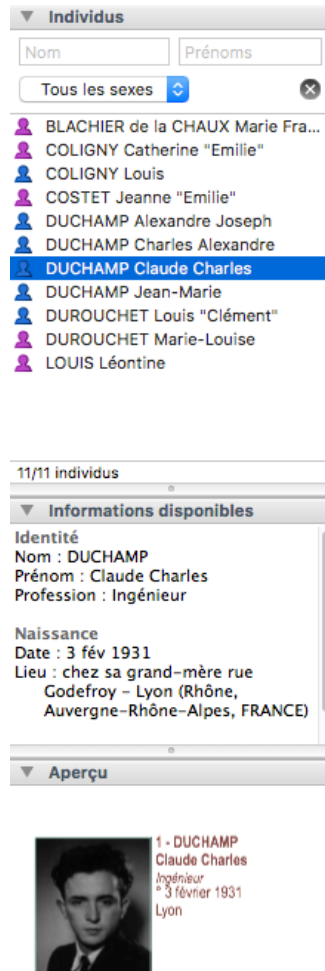 Individus
Nom Prénoms
Tous les sexes
BLACHIER de la CHAUX Marie Fra...
COLIGNY Catherine "Emilie"
COLIGNY Louis
COSTET Jeanne "Emilie"
DUCHAMP Alexandre Joseph
DUCHAMP Charles Alexandre
DUCHAMP Claude Charles
DUCHAMP Jean-Marie
DUROUCHET Louis "Clément"
DUROUCHET Marie-Louise
LOUIS Léontine
11/11 individus
Informations disponibles
Identité
Nom : DUCHAMP
Prénom : Claude Charles
Profession : Ingénieur
Naissance
Date : 3 fév 1931
Lieu : chez sa grand-mère rue
Godefroy - Lyon (Rhône,
Auvergne-Rhône-Alpes, FRANCE)
Aperçu
1 - DUCHAMP
Claude Charles
Ingénieur
° 3 février 1931
Lyon